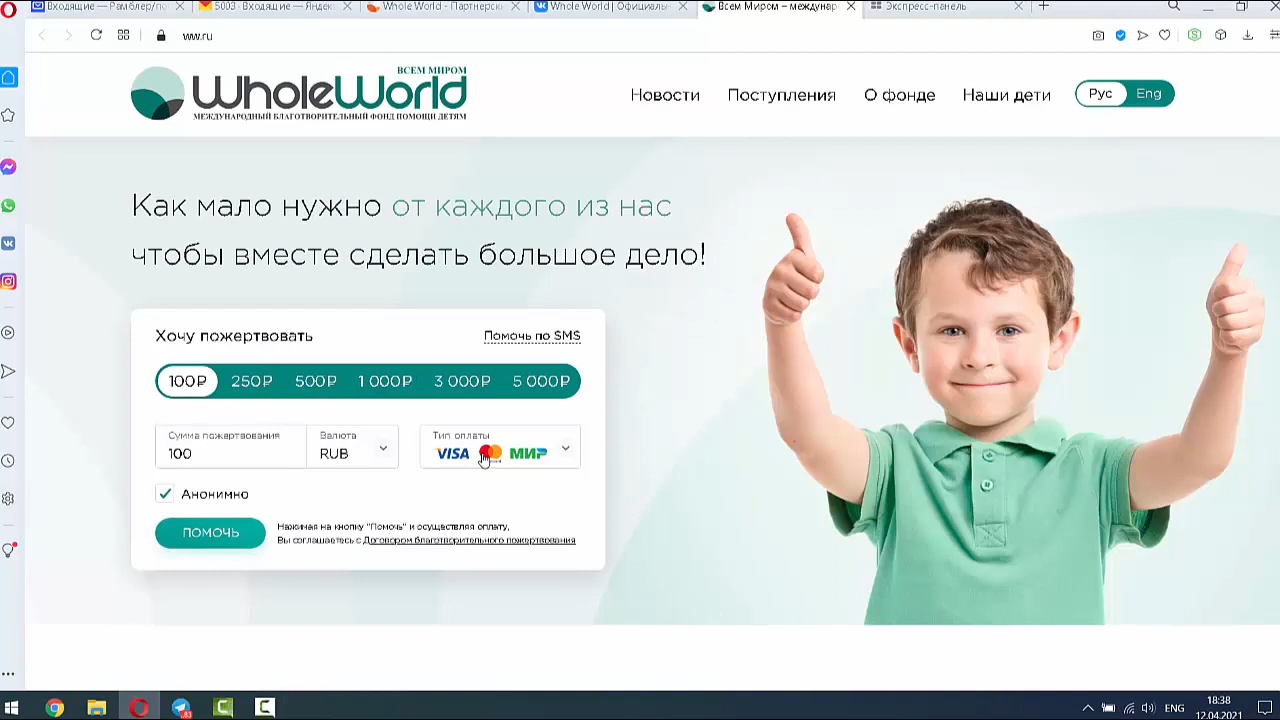 Входящие — Рамблер/по
5003 · Входящие — Яндекс
Whole World - Партнерск
Whole World | Официаль
Всем Миром – междунар
Экспресс-панель
ww.ru
ВСЕМ МИРОМ
WholeWorld
МЕЖДУНАРОДНЫЙ БЛАГОТВОРИТЕЛЬНЫЙ ФОНД ПОМОЩИ ДЕТЯМ
Новости
Поступления
О фонде
Наши дети
Рус
Eng
Как мало нужно от каждого из нас
чтобы вместе сделать большое дело!
Хочу пожертвовать
Помочь по SMS
100₽ 250₽ 500₽ 1 000₽ 3 000₽ 5 000₽
Сумма пожертвования
100
Валюта
RUB
Тип оплаты
VISA МИР
Анонимно
ПОМОЧЬ
Нажимая на кнопку "Помочь" и осуществляя оплату,
Вы соглашаетесь с Договором благотворительного пожертвования
83
ENG
18:38
12.04.2021